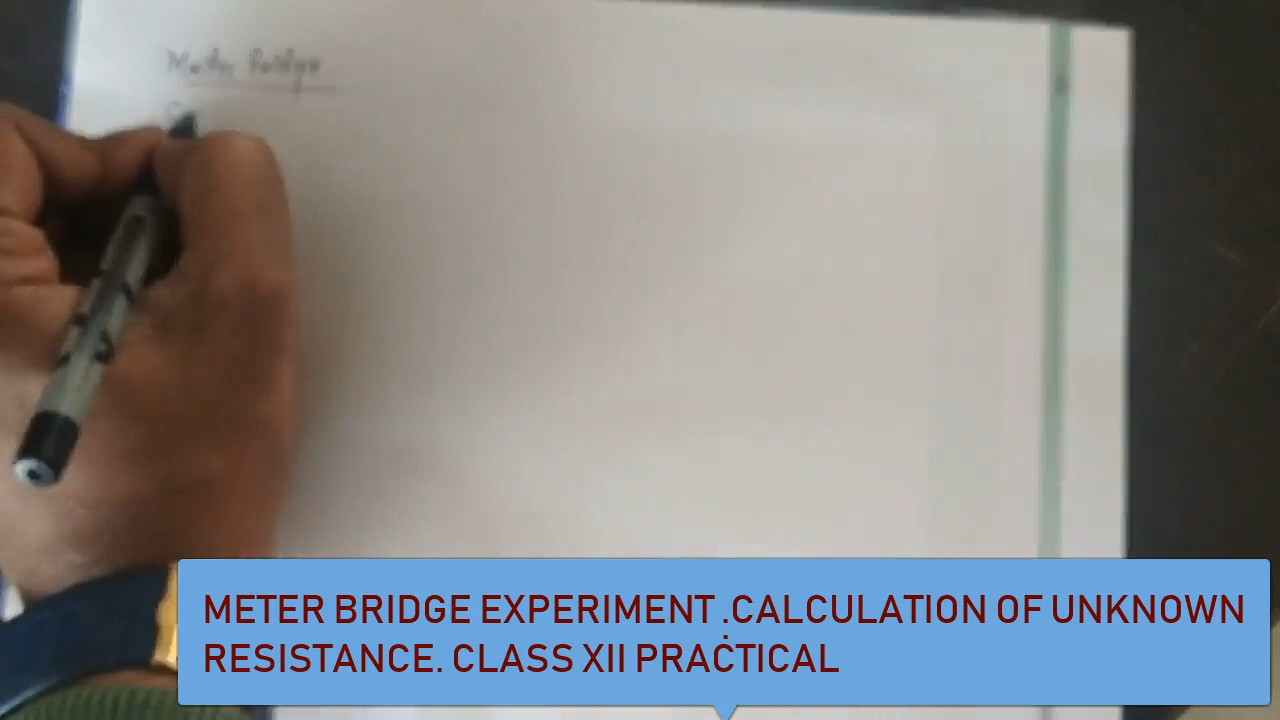 Meter Bridge
METER BRIDGE EXPERIMENT .CALCULATION OF UNKNOWN
RESISTANCE. CLASS XII PRACTICAL